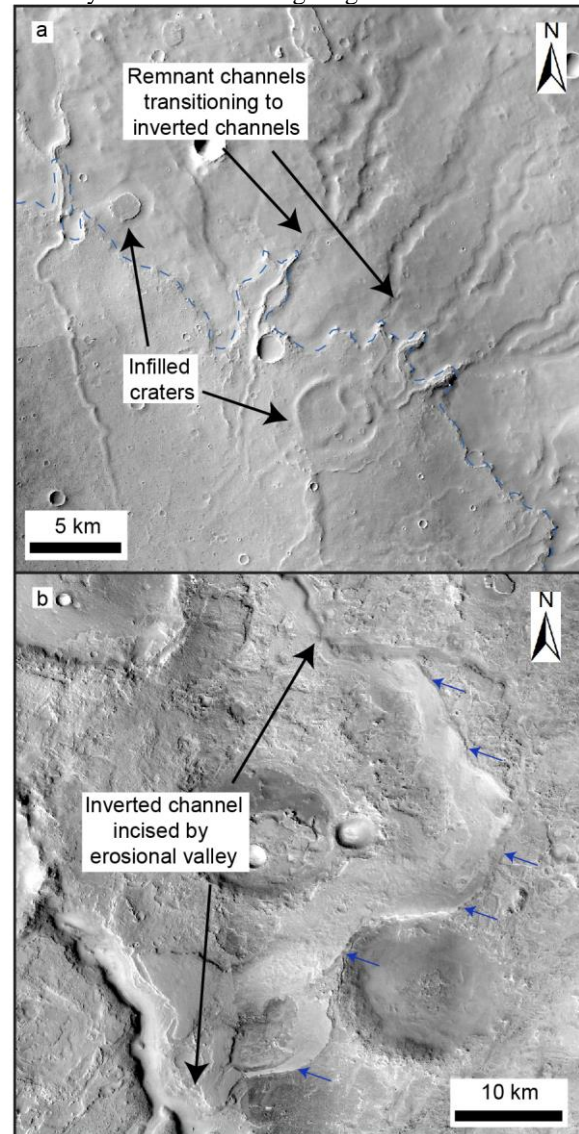 a
N
Remnant channels
transitioning to
inverted channels
Infilled
craters
5 km
b
N
Inverted channel
incised by
erosional valley
10 km